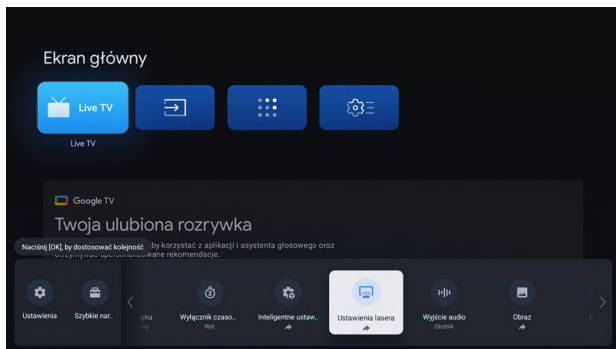 Ekran główny
Live TV
Live TV
Google TV
Twoja ulubiona rozrywka
Naciśnij [OK], by dostosować kolejność
by korzystać z aplikacji i asystenta głosowego oraz
otrzymywać spersonalizowane rekomendacje.
Ustawienia
Szybkie nar..
Wyłącznik czaso..
Wył.
Inteligentne ustaw..
Ustawienia lasera
Wyjście audio
Głośnik
Obraz